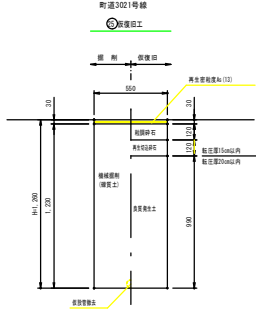 町道3021号線
25 仮復旧工
掘 削 仮復旧
再生密粒度As(13)
550
30
30
粒調砕石
120
再生切込砕石
120
転圧厚15cm以内
転圧厚20cm以内
機械掘削
(礫質土)
H=1,260
1,230
良質発生土
990
仮設管撤去